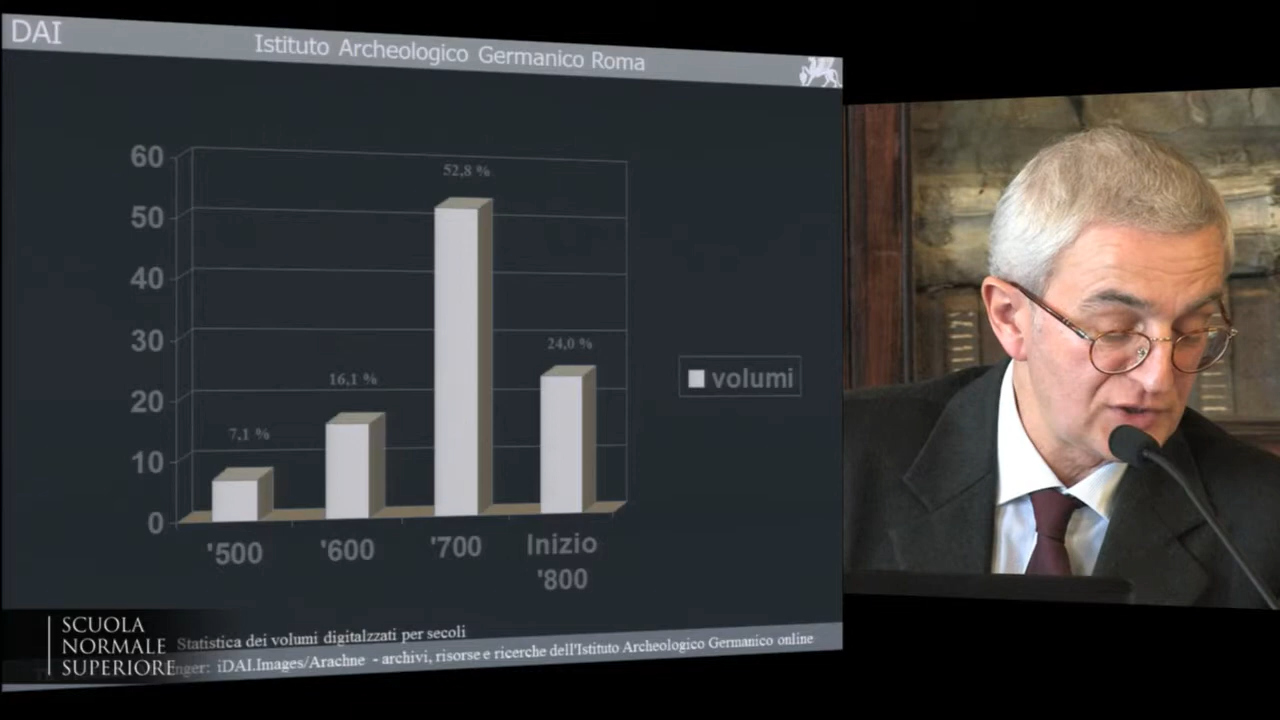 DAI
Istituto Archeologico Germanico Roma
60
50
40
30
20
10
0
7,1 %
16,1 %
52,8 %
24,0 %
'500
'600
'700
Inizio
'800
volumi
Statistica dei volumi digitalzzati per secoli
iDAI.Images/Arachne - archivi, risorse e ricerche dell'Istituto Archeologico Germanico online
SCUOLA
NORMALE
SUPERIORE